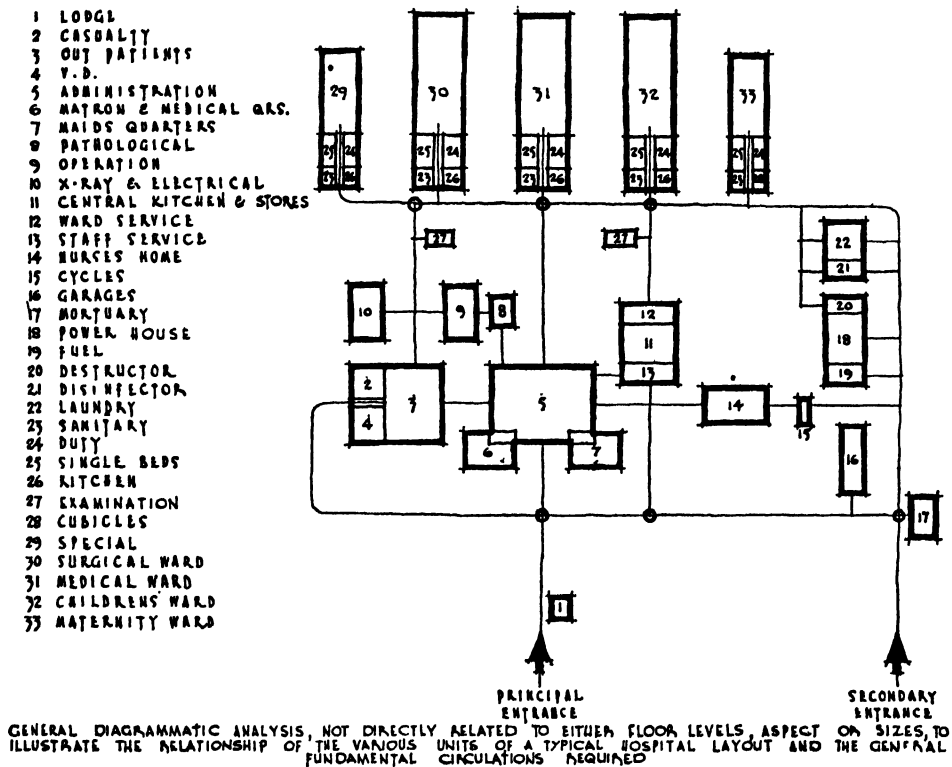 1 LODGE
2 CASUALTY
3 OUT PATIENTS
4 V.D.
5 ADMINISTRATION
6 MATRON & MEDICAL QRS.
7 MAIDS QUARTERS
8 PATHOLOGICAL
9 OPERATION
10 X-RAY & ELECTRICAL
11 CENTRAL KITCHEN & STORES
12 WARD SERVICE
13 STAFF SERVICE
14 NURSES HOME
15 CYCLES
16 GARAGES
17 MORTUARY
18 POWER HOUSE
19 FUEL
20 DESTRUCTOR
21 DISINFECTOR
22 LAUNDRY
23 SANITARY
24 DUTY
25 SINGLE BEDS
26 KITCHEN
27 EXAMINATION
28 CUBICLES
29 SPECIAL
30 SURGICAL WARD
31 MEDICAL WARD
32 CHILDRENS' WARD
33 MATERNITY WARD
29 30 31 32 33
25 24 25 24 25 24 25 24 25 24
23 26 23 26 23 26 23 26 23
27 27
22
21
10 9 8
12
11
13
20
18
19
2
3
4
5
6 7
14
15
16
17
1
PRINCIPAL
ENTRANCE
SECONDARY
ENTRANCE
GENERAL DIAGRAMMATIC ANALYSIS, NOT DIRECTLY RELATED TO EITHER FLOOR LEVELS, ASPECT OR SIZES, TO
ILLUSTRATE THE RELATIONSHIP OF THE VARIOUS UNITS OF A TYPICAL HOSPITAL LAYOUT AND THE GENERAL
FUNDAMENTAL CIRCULATIONS REQUIRED